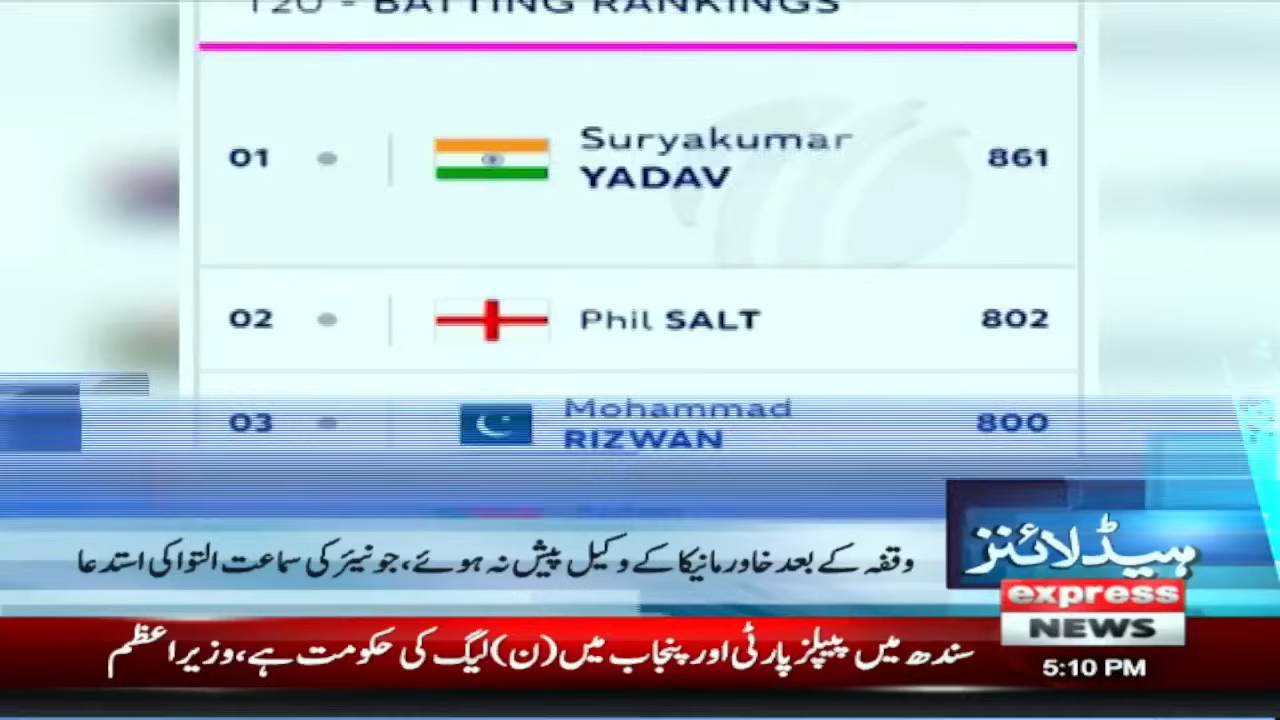 T20 - BATTING RANKINGS
01 Suryakumar YADAV 861
02 Phil SALT 802
03 Mohammad RIZWAN 800
ہیڈلائنز
وقفہ کے بعد خاور مانیکا کے وکیل پیش نہ ہوئے، جونیئر کی سماعت التوا کی استدعا
express
NEWS
سندھ میں پیپلز پارٹی اور پنجاب میں (ن) لیگ کی حکومت ہے، وزیراعظم
5:10 PM